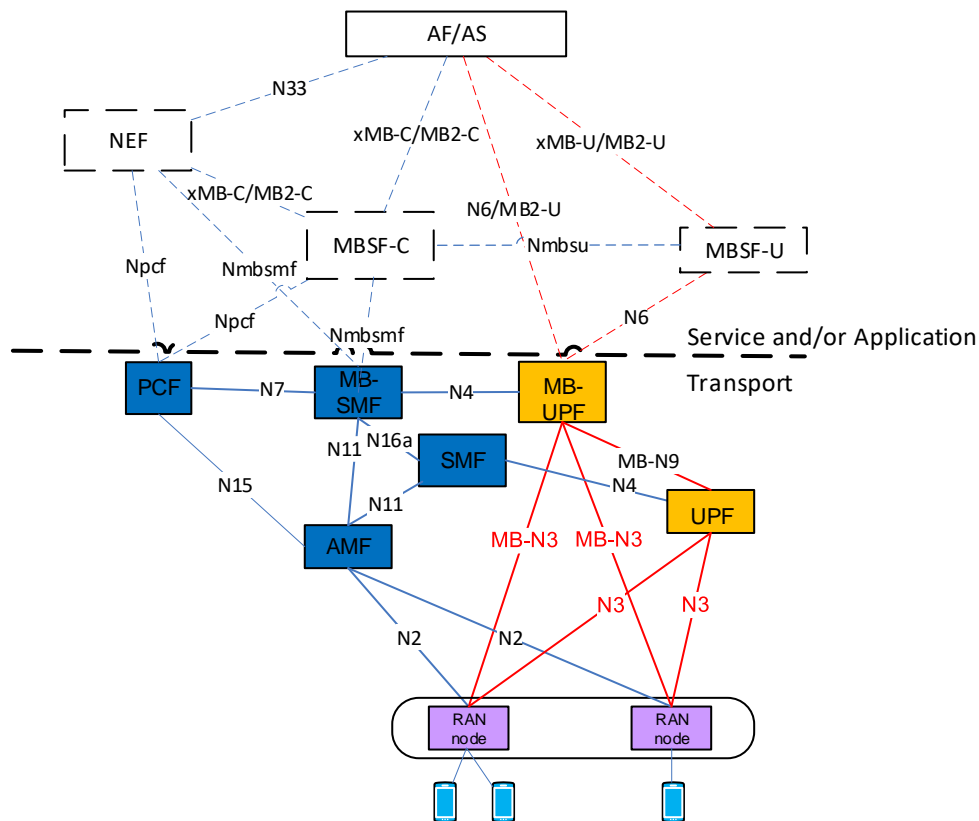 AF/AS
N33
NEF
xMB-C/MB2-C
xMB-U/MB2-U
xMB-C/MB2-C
N6/MB2-U
MBSF-C
Nmbsu
MBSF-U
Npcf
Nmbsmf
Npcf
Nmbsmf
N6
Service and/or Application
Transport
PCF
N7
MB-
SMF
N4
MB-
UPF
N11
N16a
SMF
MB-N9
N4
N15
N11
UPF
AMF
MB-N3
MB-N3
N3
N3
N2
N2
RAN
node
RAN
node